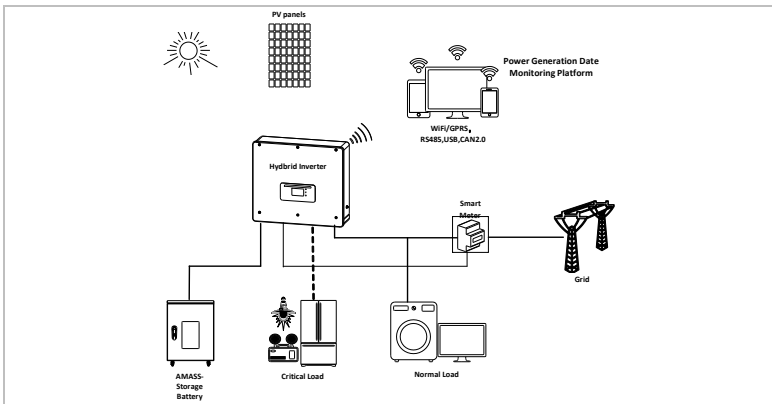 PV panels
Power Generation Date
Monitoring Platform
WiFi/GPRS,
RS485,USB,CAN2.0
Hydbrid Inverter
Smart
Meter
Grid
AMASS-
Storage
Battery
Critical Load
Normal Load